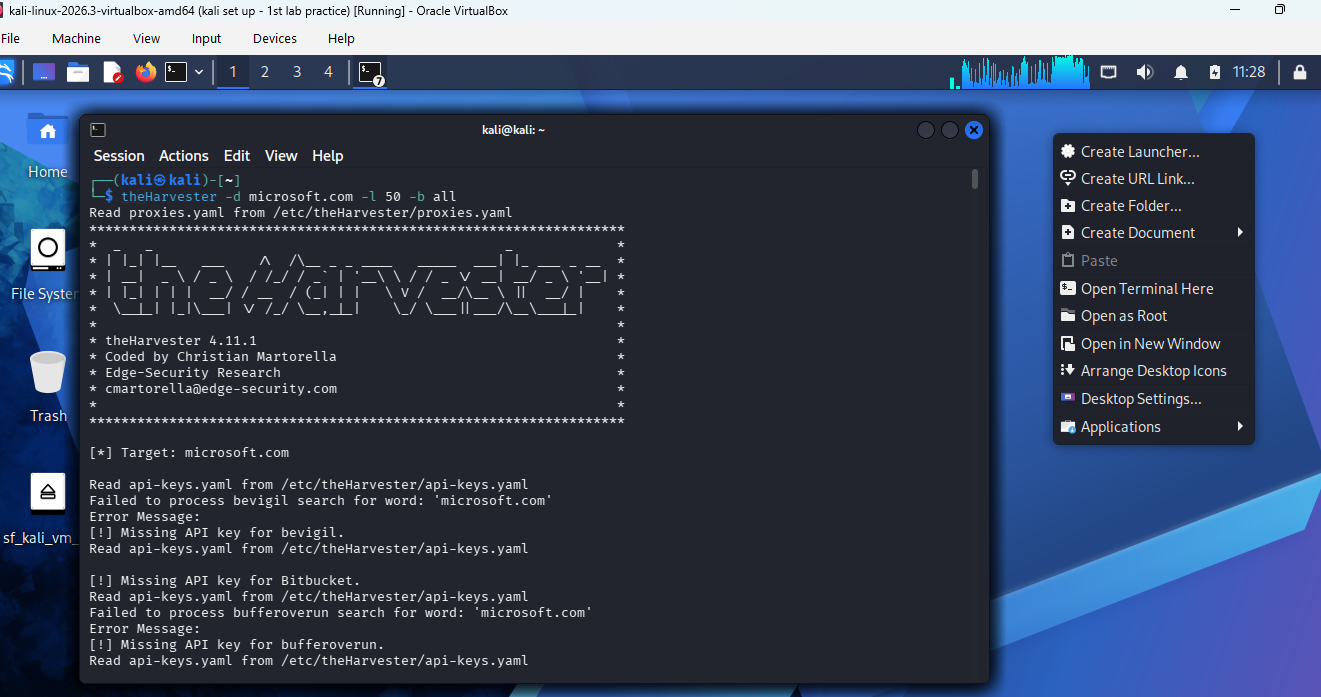 kali-linux-2026.3-virtualbox-amd64 (kali set up - 1st lab practice) [Running] - Oracle VirtualBox
File Machine View Input Devices Help
1 2 3 4 7 11:28
kali@kali: ~
Session Actions Edit View Help
┌──(kali㉿kali)-[~]
└─$ theHarvester -d microsoft.com -l 50 -b all
Read proxies.yaml from /etc/theHarvester/proxies.yaml
*******************************************************************
theHarvester
* theHarvester 4.11.1 *
* Coded by Christian Martorella *
* Edge-Security Research *
* cmartorella@edge-security.com *
* *
*******************************************************************
[*] Target: microsoft.com
Read api-keys.yaml from /etc/theHarvester/api-keys.yaml
Failed to process bevigil search for word: 'microsoft.com'
Error Message:
[!] Missing API key for bevigil.
Read api-keys.yaml from /etc/theHarvester/api-keys.yaml
[!] Missing API key for Bitbucket.
Read api-keys.yaml from /etc/theHarvester/api-keys.yaml
Failed to process bufferoverun search for word: 'microsoft.com'
Error Message:
[!] Missing API key for bufferoverun.
Read api-keys.yaml from /etc/theHarvester/api-keys.yaml
Home
File System
Trash
sf_kali_vm_
Create Launcher...
Create URL Link...
Create Folder...
Create Document
Paste
Open Terminal Here
Open as Root
Open in New Window
Arrange Desktop Icons
Desktop Settings...
Applications